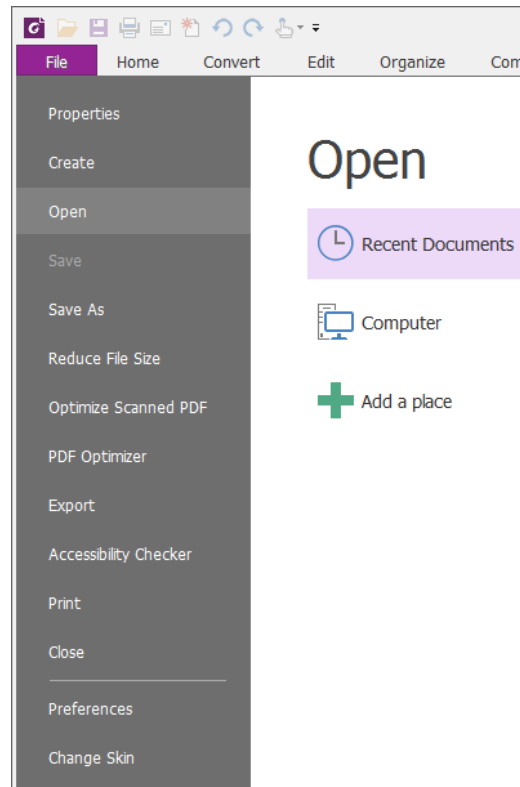 File Home Convert Edit Organize Com
Properties
Create
Open
Save
Save As
Reduce File Size
Optimize Scanned PDF
PDF Optimizer
Export
Accessibility Checker
Print
Close
Preferences
Change Skin
Open
Recent Documents
Computer
Add a place